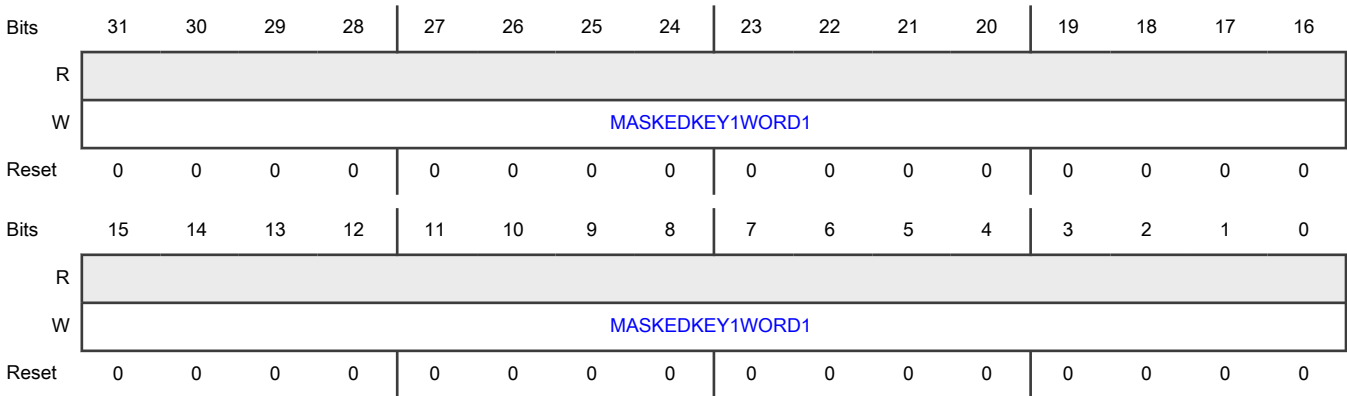 Bits 31 30 29 28 27 26 25 24 23 22 21 20 19 18 17 16
R
W MASKEDKEY1WORD1
Reset 0 0 0 0 0 0 0 0 0 0 0 0 0 0 0 0
Bits 15 14 13 12 11 10 9 8 7 6 5 4 3 2 1 0
R
W MASKEDKEY1WORD1
Reset 0 0 0 0 0 0 0 0 0 0 0 0 0 0 0 0